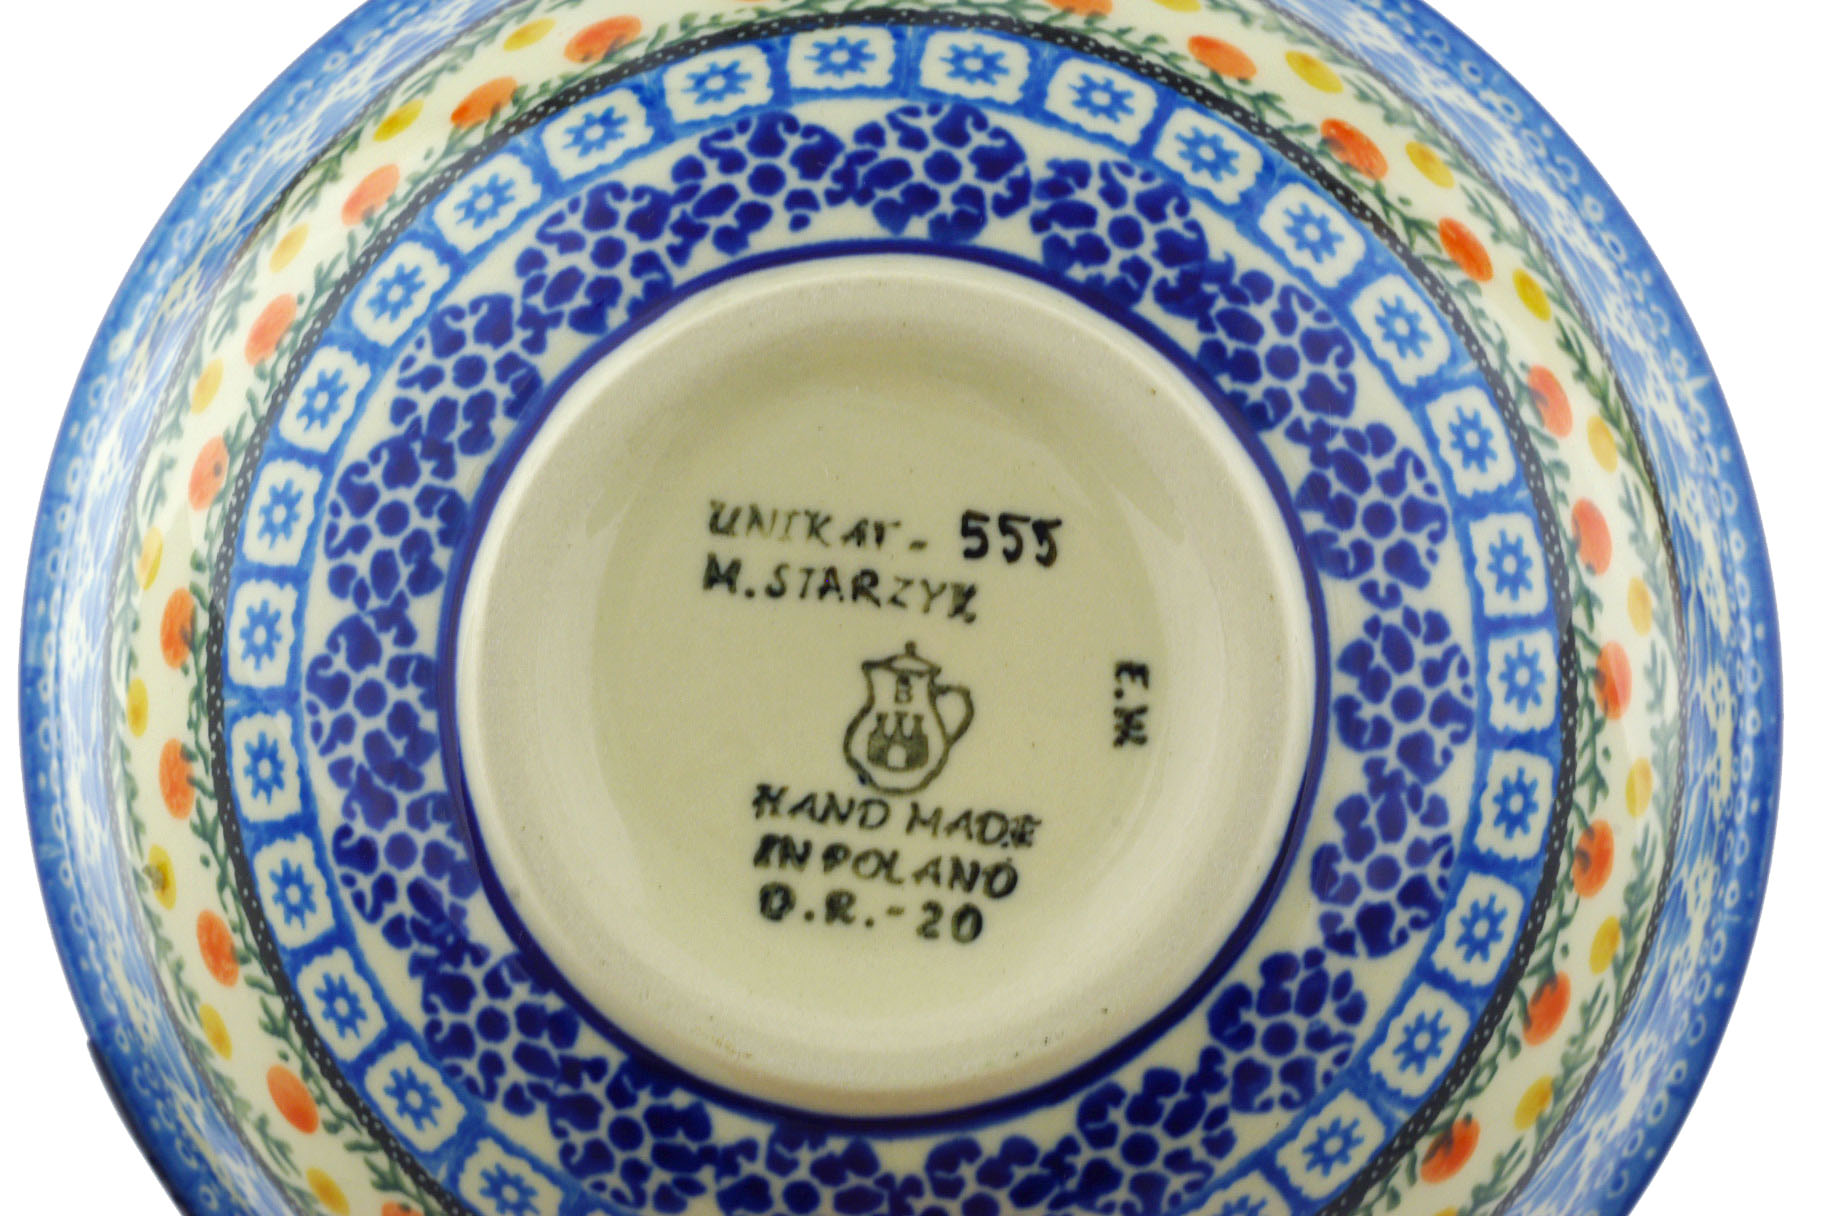 UNIKAT - 555
M. STARZYK
E.W
B
HAND MADE
IN POLAND
D.R. - 20